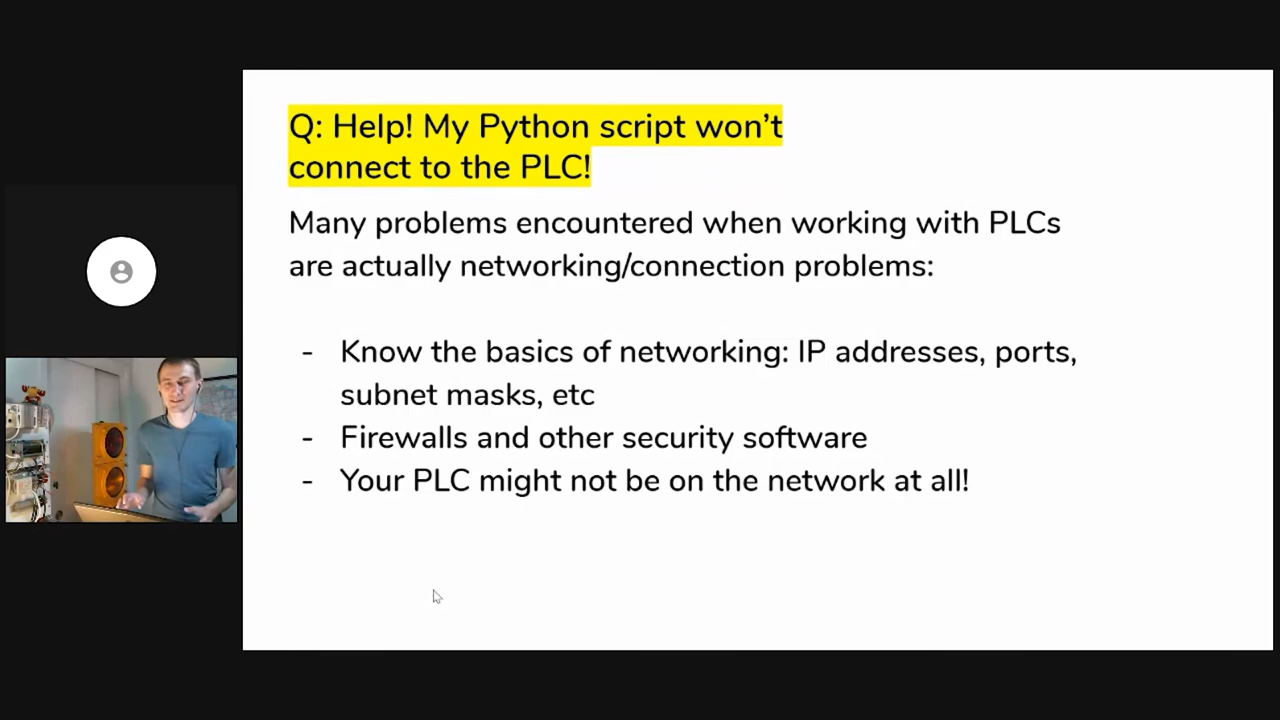 Q: Help! My Python script won’t
connect to the PLC!
Many problems encountered when working with PLCs
are actually networking/connection problems:
- Know the basics of networking: IP addresses, ports,
subnet masks, etc
- Firewalls and other security software
- Your PLC might not be on the network at all!